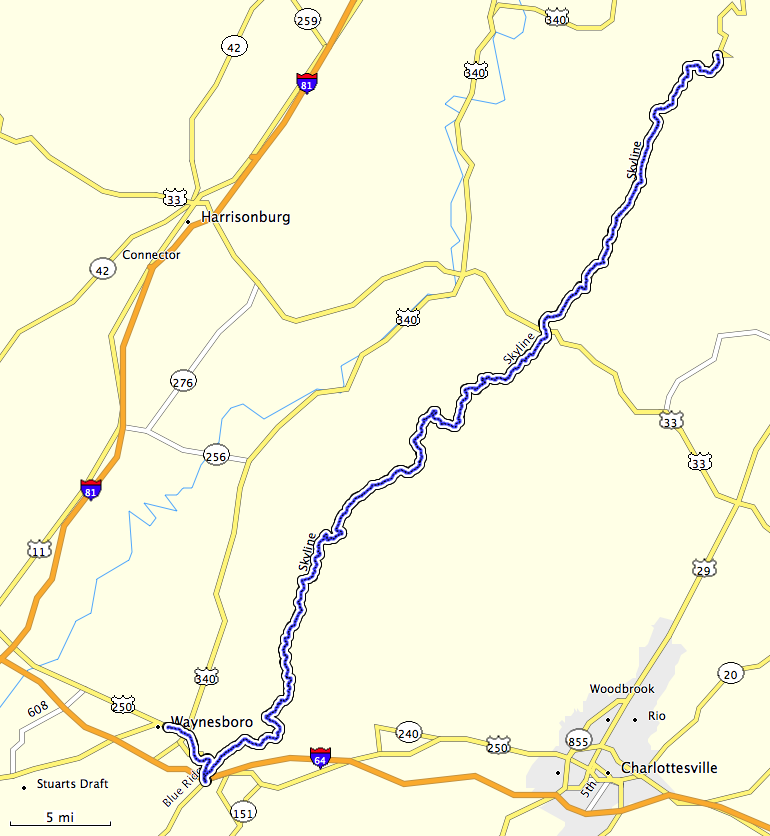 259
340
42
81
340
Skyline
33
Harrisonburg
Connector
42
340
Skyline
276
33
256
33
81
Skyline
11
29
340
20
Woodbrook
250
608
Waynesboro
Rio
240
855
250
64
Charlottesville
Blue Ridge
Stuarts Draft
5th
151
5 mi